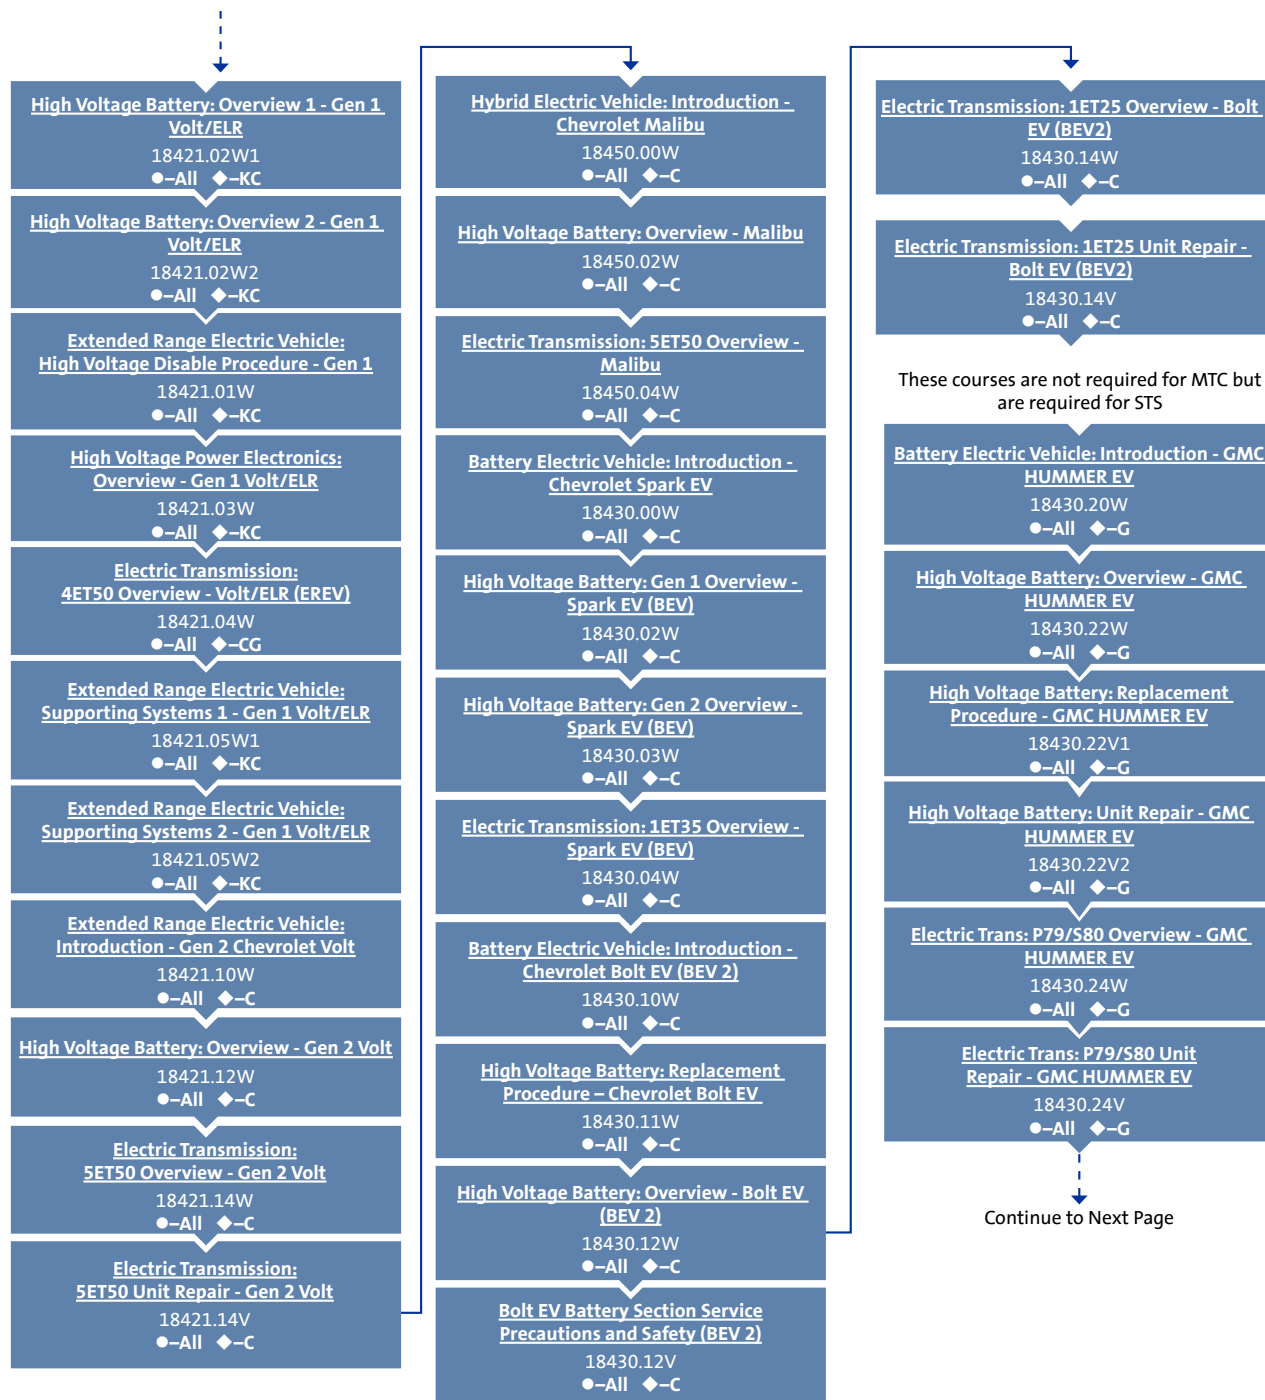 High Voltage Battery: Overview 1 - Gen 1
Volt/ELR
18421.02W1
●–All ◆–KC
High Voltage Battery: Overview 2 - Gen 1
Volt/ELR
18421.02W2
●–All ◆–KC
Extended Range Electric Vehicle:
High Voltage Disable Procedure - Gen 1
18421.01W
●–All ◆–KC
High Voltage Power Electronics:
Overview - Gen 1 Volt/ELR
18421.03W
●–All ◆–KC
Electric Transmission:
4ET50 Overview - Volt/ELR (EREV)
18421.04W
●–All ◆–CG
Extended Range Electric Vehicle:
Supporting Systems 1 - Gen 1 Volt/ELR
18421.05W1
●–All ◆–KC
Extended Range Electric Vehicle:
Supporting Systems 2 - Gen 1 Volt/ELR
18421.05W2
●–All ◆–KC
Extended Range Electric Vehicle:
Introduction - Gen 2 Chevrolet Volt
18421.10W
●–All ◆–C
High Voltage Battery: Overview - Gen 2 Volt
18421.12W
●–All ◆–C
Electric Transmission:
5ET50 Overview - Gen 2 Volt
18421.14W
●–All ◆–C
Electric Transmission:
5ET50 Unit Repair - Gen 2 Volt
18421.14V
●–All ◆–C
Hybrid Electric Vehicle: Introduction -
Chevrolet Malibu
18450.00W
●–All ◆–C
High Voltage Battery: Overview - Malibu
18450.02W
●–All ◆–C
Electric Transmission: 5ET50 Overview -
Malibu
18450.04W
●–All ◆–C
Battery Electric Vehicle: Introduction -
Chevrolet Spark EV
18430.00W
●–All ◆–C
High Voltage Battery: Gen 1 Overview -
Spark EV (BEV)
18430.02W
●–All ◆–C
High Voltage Battery: Gen 2 Overview -
Spark EV (BEV)
18430.03W
●–All ◆–C
Electric Transmission: 1ET35 Overview -
Spark EV (BEV)
18430.04W
●–All ◆–C
Battery Electric Vehicle: Introduction -
Chevrolet Bolt EV (BEV 2)
18430.10W
●–All ◆–C
High Voltage Battery: Replacement
Procedure – Chevrolet Bolt EV
18430.11W
●–All ◆–C
High Voltage Battery: Overview - Bolt EV
(BEV 2)
18430.12W
●–All ◆–C
Bolt EV Battery Section Service
Precautions and Safety (BEV 2)
18430.12V
●–All ◆–C
Electric Transmission: 1ET25 Overview - Bolt
EV (BEV2)
18430.14W
●–All ◆–C
Electric Transmission: 1ET25 Unit Repair -
Bolt EV (BEV2)
18430.14V
●–All ◆–C
These courses are not required for MTC but
are required for STS
Battery Electric Vehicle: Introduction - GMC
HUMMER EV
18430.20W
●–All ◆–G
High Voltage Battery: Overview - GMC
HUMMER EV
18430.22W
●–All ◆–G
High Voltage Battery: Replacement
Procedure - GMC HUMMER EV
18430.22V1
●–All ◆–G
High Voltage Battery: Unit Repair - GMC
HUMMER EV
18430.22V2
●–All ◆–G
Electric Trans: P79/S80 Overview - GMC
HUMMER EV
18430.24W
●–All ◆–G
Electric Trans: P79/S80 Unit
Repair - GMC HUMMER EV
18430.24V
●–All ◆–G
Continue to Next Page